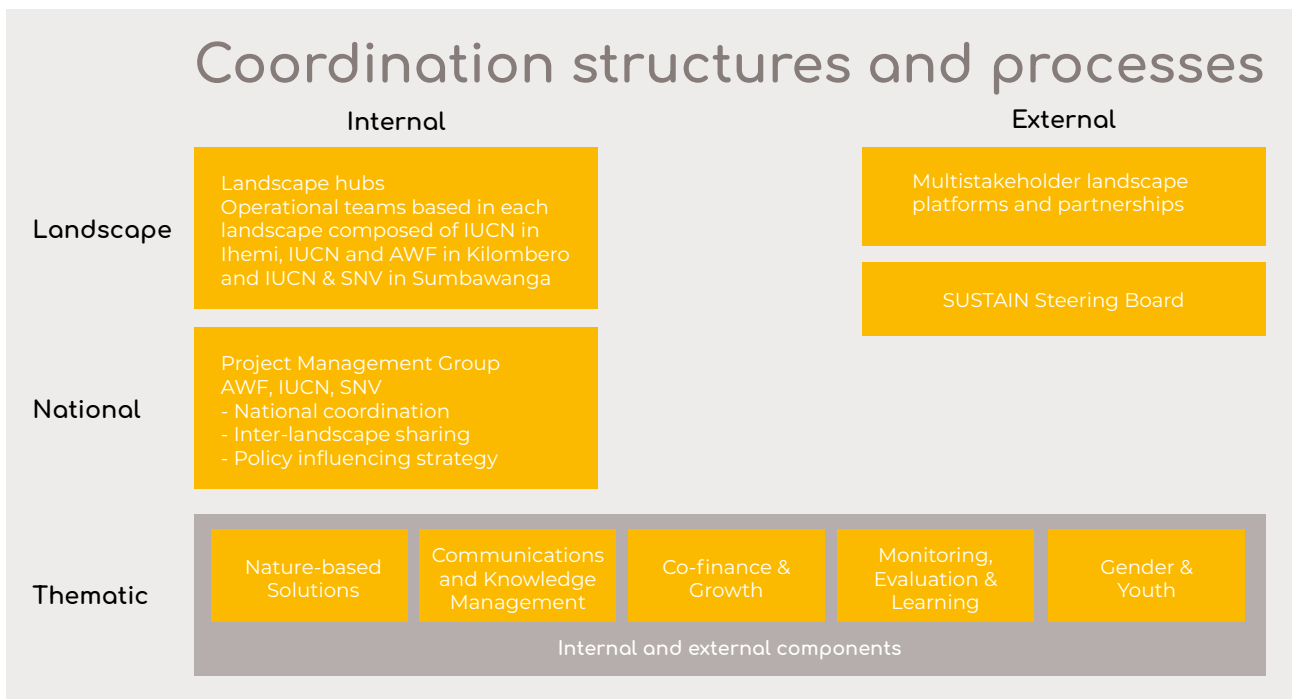 Coordination structures and processes
Internal
External
Landscape
Landscape hubs
Operational teams based in each
landscape composed of IUCN in
Ihemi, IUCN and AWF in Kilombero
and IUCN & SNV in Sumbawanga
Multistakeholder landscape
platforms and partnerships
SUSTAIN Steering Board
National
Project Management Group
AWF, IUCN, SNV
- National coordination
- Inter-landscape sharing
- Policy influencing strategy
Thematic
Nature-based
Solutions
Communications
and Knowledge
Management
Co-finance &
Growth
Monitoring,
Evaluation &
Learning
Gender &
Youth
Internal and external components